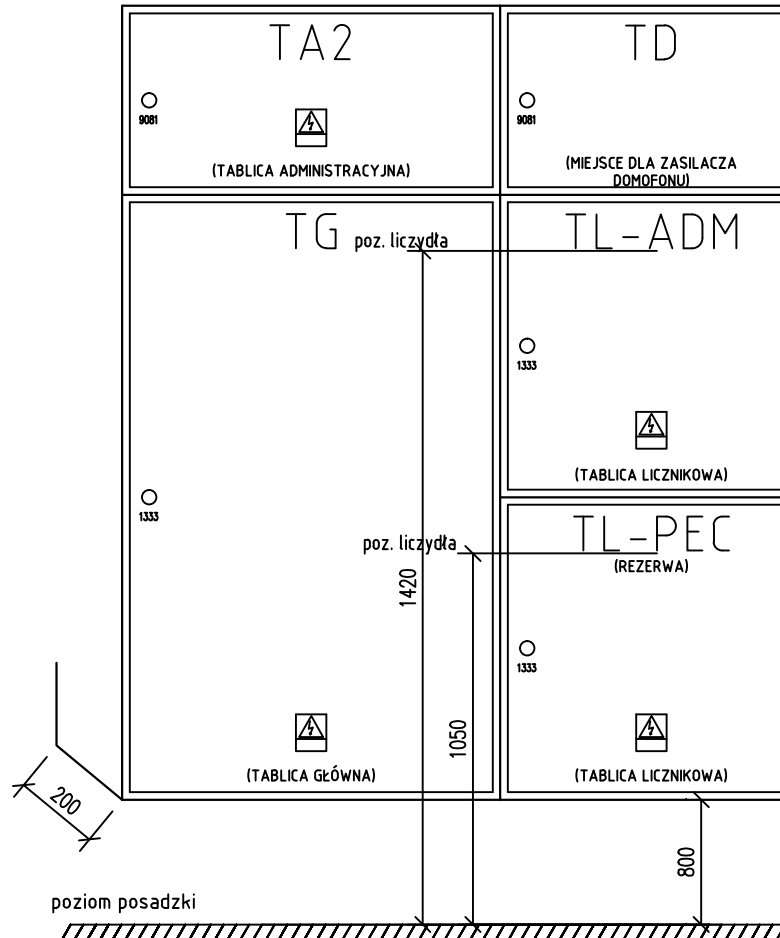 TA2
9081
(TABLICA ADMINISTRACYJNA)
TD
9081
(MIEJSCE DLA ZASILACZA
DOMOFONU)
TG
poz. liczydła
TL-ADM
1333
(TABLICA LICZNIKOWA)
1333
poz. liczydła
TL-PEC
(REZERWA)
1420
1333
1050
(TABLICA GŁÓWNA)
(TABLICA LICZNIKOWA)
200
800
poziom posadzki